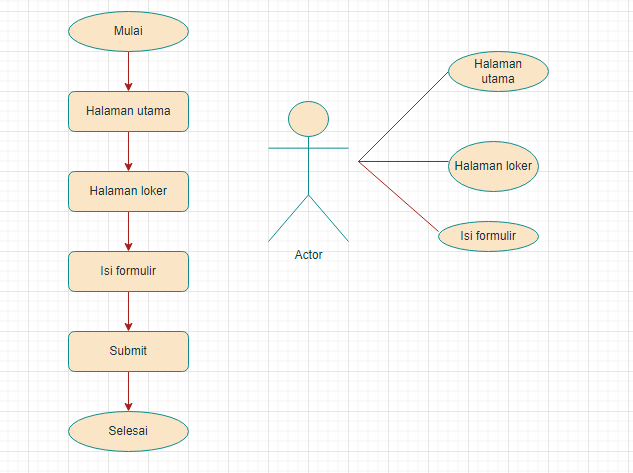 Mulai
Halaman utama
Halaman loker
Isi formulir
Submit
Selesai
Actor
Halaman
utama
Halaman loker
Isi formulir